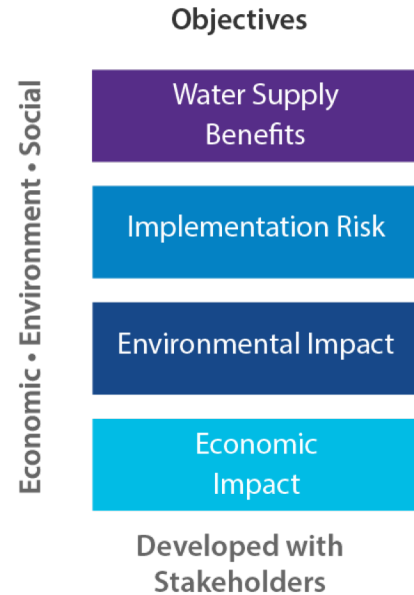 Objectives
Economic • Environment • Social
Water Supply
Benefits
Implementation Risk
Environmental Impact
Economic
Impact
Developed with
Stakeholders